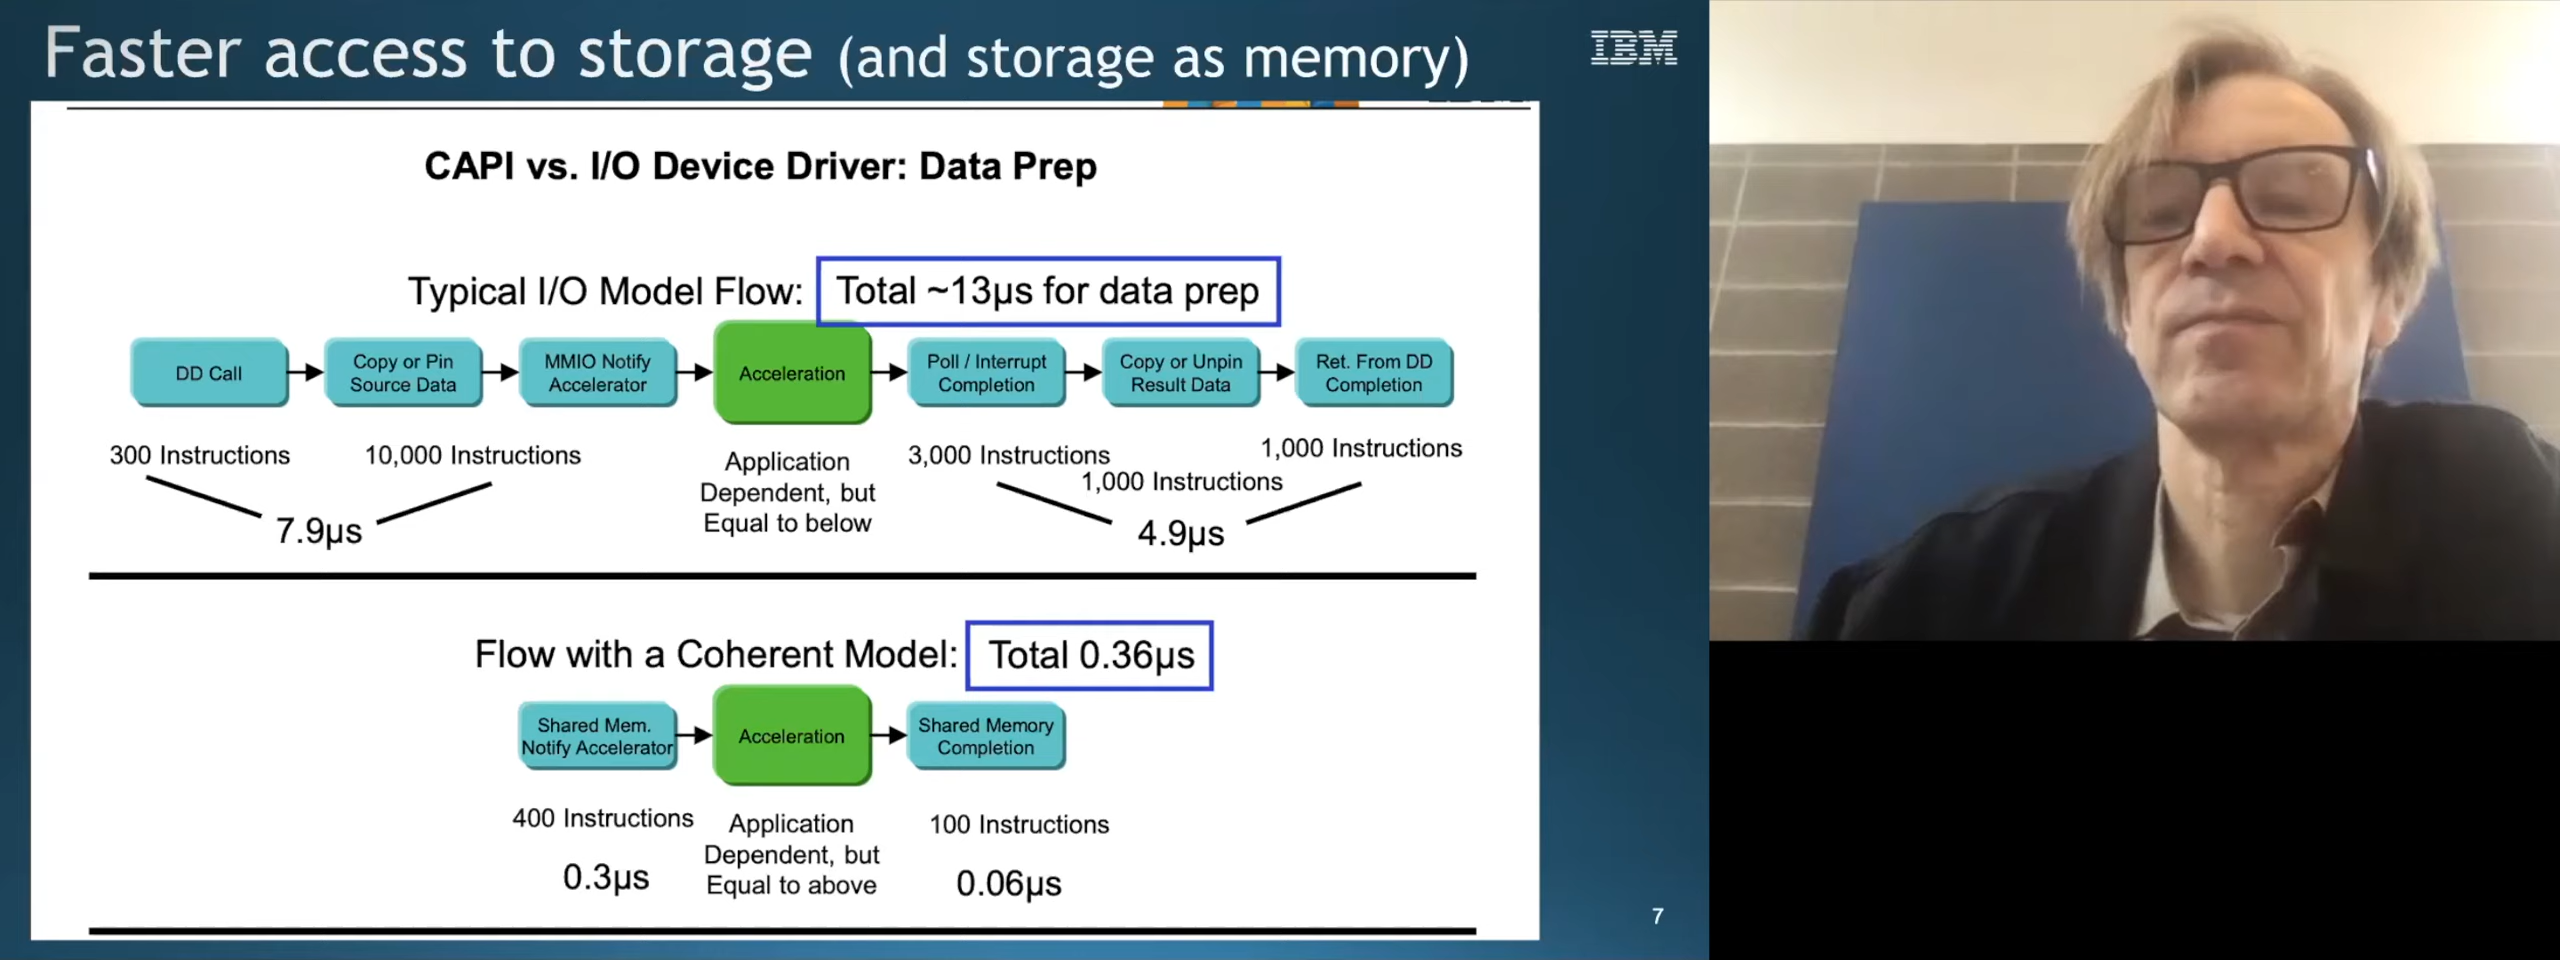 Faster access to storage (and storage as memory)
IBM
CAPI vs. I/O Device Driver: Data Prep
Typical I/O Model Flow: Total ~13µs for data prep
DD Call
Copy or Pin
Source Data
MMIO Notify
Accelerator
Acceleration
Poll / Interrupt
Completion
Copy or Unpin
Result Data
Ret. From DD
Completion
300 Instructions
10,000 Instructions
Application
Dependent, but
Equal to below
3,000 Instructions
1,000 Instructions
1,000 Instructions
7.9µs
4.9µs
Flow with a Coherent Model: Total 0.36µs
Shared Mem.
Notify Accelerator
Acceleration
Shared Memory
Completion
400 Instructions
Application
Dependent, but
Equal to above
100 Instructions
0.3µs
0.06µs
7